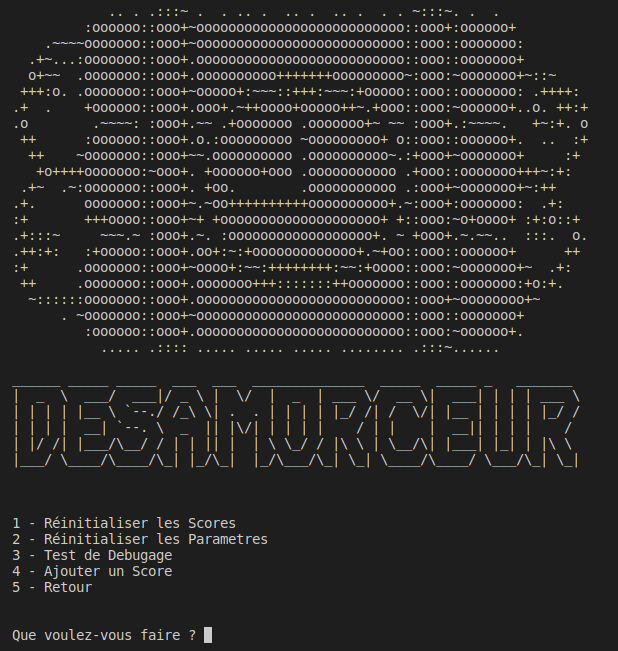 DESAMORCEUR
1 - Réinitialiser les Scores
2 - Réinitialiser les Parametres
3 - Test de Debugage
4 - Ajouter un Score
5 - Retour
Que voulez-vous faire ?